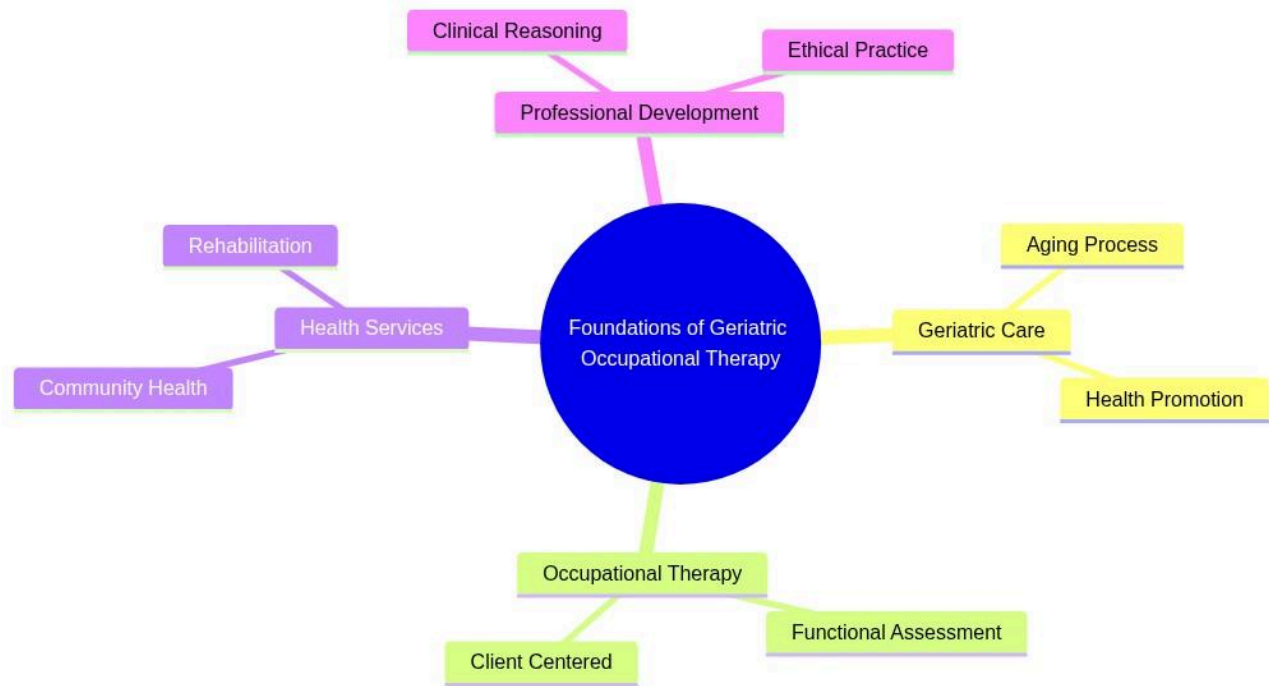 Clinical Reasoning
Ethical Practice
Professional Development
Rehabilitation
Aging Process
Health Services
Foundations of Geriatric
Occupational Therapy
Geriatric Care
Community Health
Health Promotion
Occupational Therapy
Functional Assessment
Client Centered